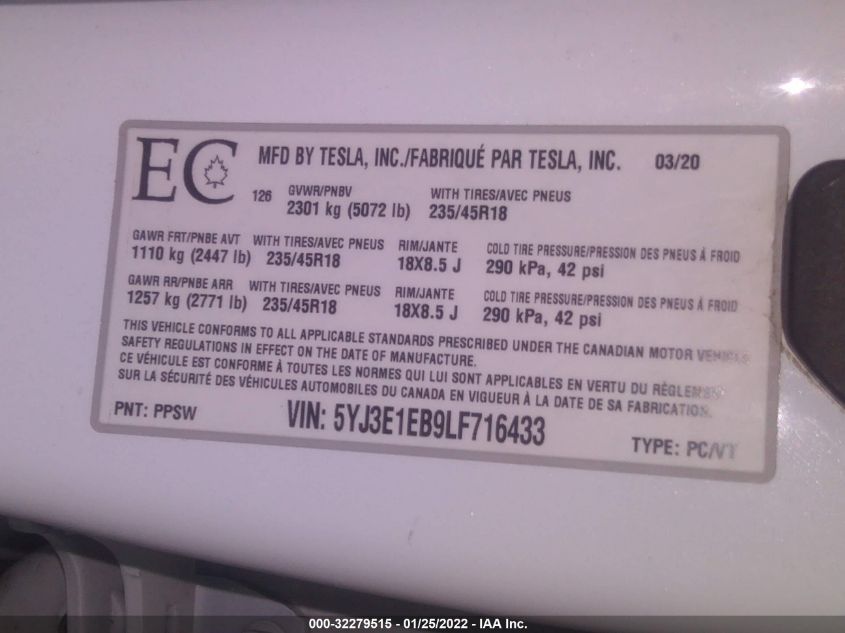 EC MFD BY TESLA, INC./FABRIQUÉ PAR TESLA, INC. 03/20
126 GVWR/PNBV WITH TIRES/AVEC PNEUS
2301 kg (5072 lb) 235/45R18
GAWR FRT/PNBE AVT WITH TIRES/AVEC PNEUS RIM/JANTE COLD TIRE PRESSURE/PRESSION DES PNEUS À FROID
1110 kg (2447 lb) 235/45R18 18X8.5 J 290 kPa, 42 psi
GAWR RR/PNBE ARR WITH TIRES/AVEC PNEUS RIM/JANTE COLD TIRE PRESSURE/PRESSION DES PNEUS À FROID
1257 kg (2771 lb) 235/45R18 18X8.5 J 290 kPa, 42 psi
THIS VEHICLE CONFORMS TO ALL APPLICABLE STANDARDS PRESCRIBED UNDER THE CANADIAN MOTOR VEHICLE
SAFETY REGULATIONS IN EFFECT ON THE DATE OF MANUFACTURE.
CE VÉHICULE EST CONFORME À TOUTES LES NORMES QUI LUI SONT APPLICABLES EN VERTU DU RÈGLEMENT
SUR LA SÉCURITÉ DES VÉHICULES AUTOMOBILES DU CANADA EN VIGUEUR À LA DATE DE SA FABRICATION.
PNT: PPSW VIN: 5YJ3E1EB9LF716433 TYPE: PC/VT
000-32279515 - 01/25/2022 - IAA Inc.